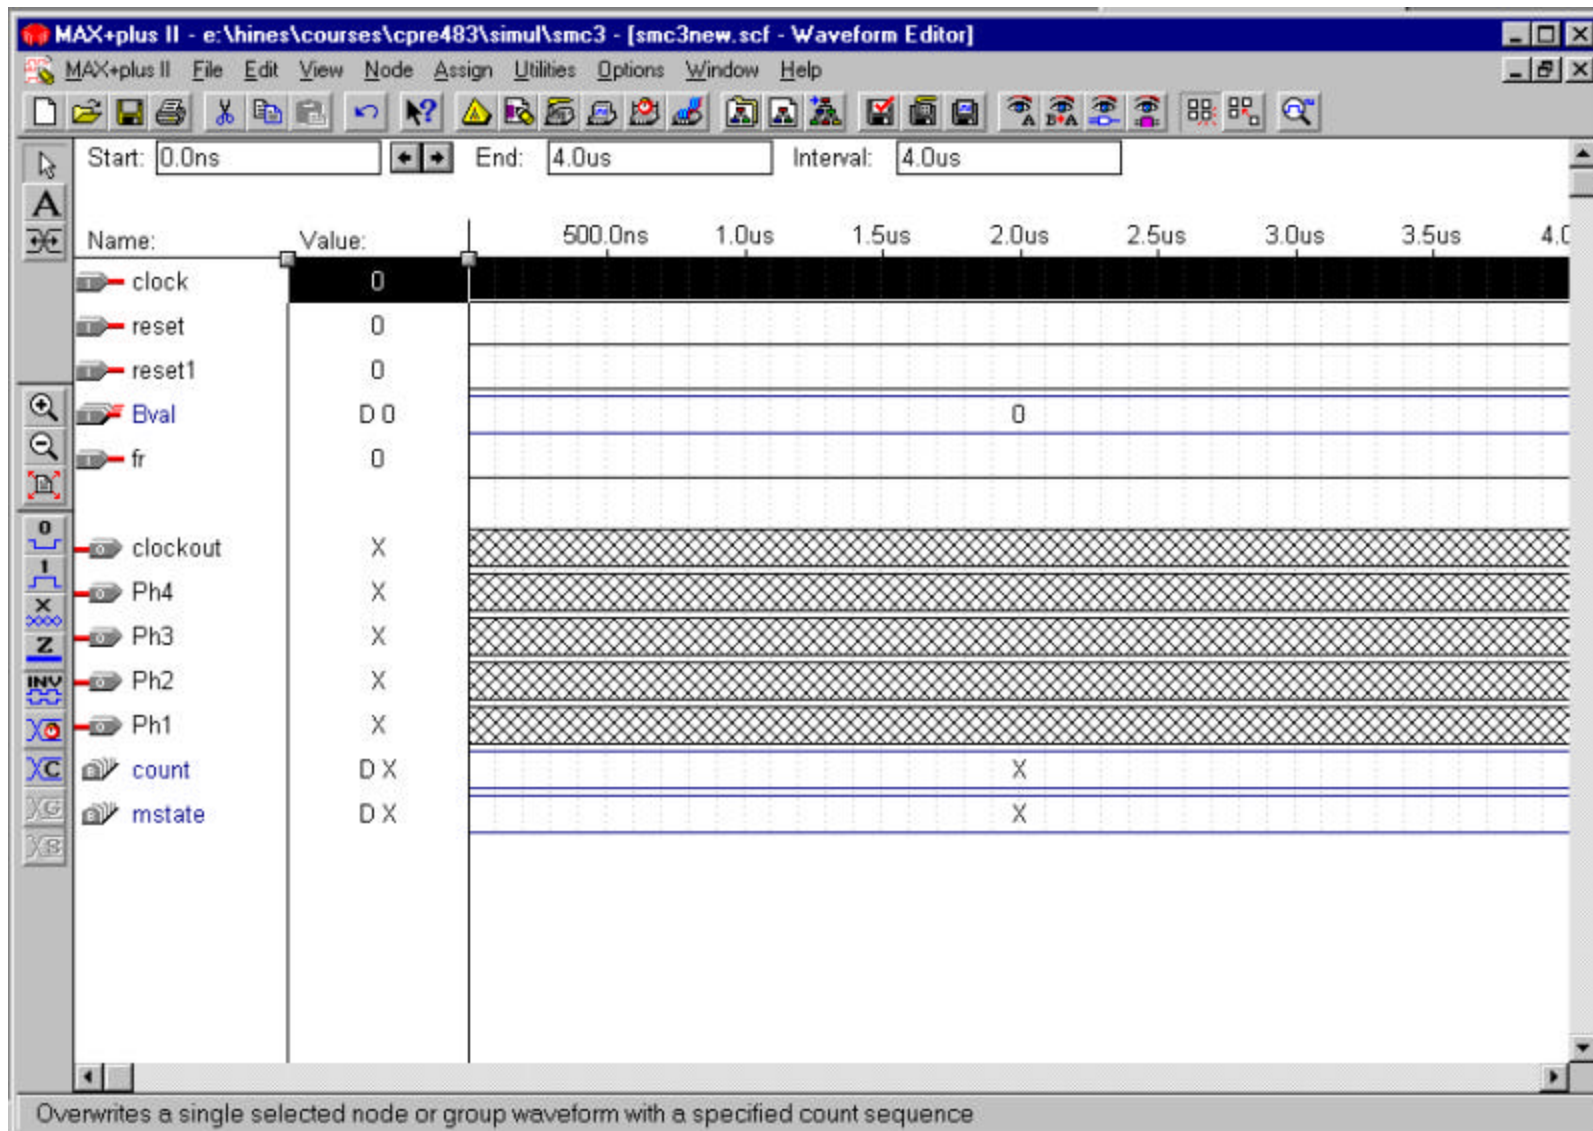 MAX+plus II - e:\hines\courses\cpre483\simul\smc3 - [smc3new.scf - Waveform Editor]
MAX+plus II File Edit View Node Assign Utilities Options Window Help
Start: 0.0ns End: 4.0us Interval: 4.0us
Name: Value: 500.0ns 1.0us 1.5us 2.0us 2.5us 3.0us 3.5us 4.0
clock 0
reset 0
reset1 0
Bval D 0 0
fr 0
clockout X
Ph4 X
Ph3 X
Ph2 X
Ph1 X
count D X X
mstate D X X
Overwrites a single selected node or group waveform with a specified count sequence